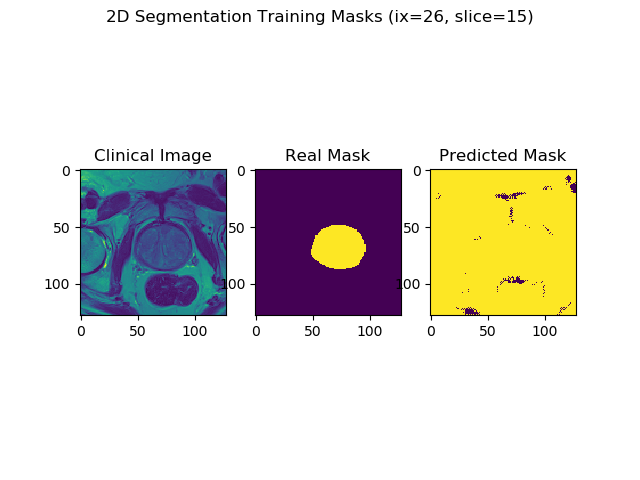 2D Segmentation Training Masks (ix=26, slice=15)
Clinical Image Real Mask Predicted Mask
0 0 0
50 50 50
100 100 100
0 50 100 0 50 100 0 50 100